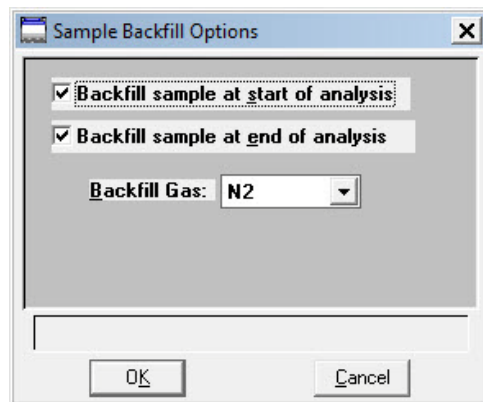 Sample Backfill Options
Backfill sample at start of analysis
Backfill sample at end of analysis
Backfill Gas: N2
OK Cancel